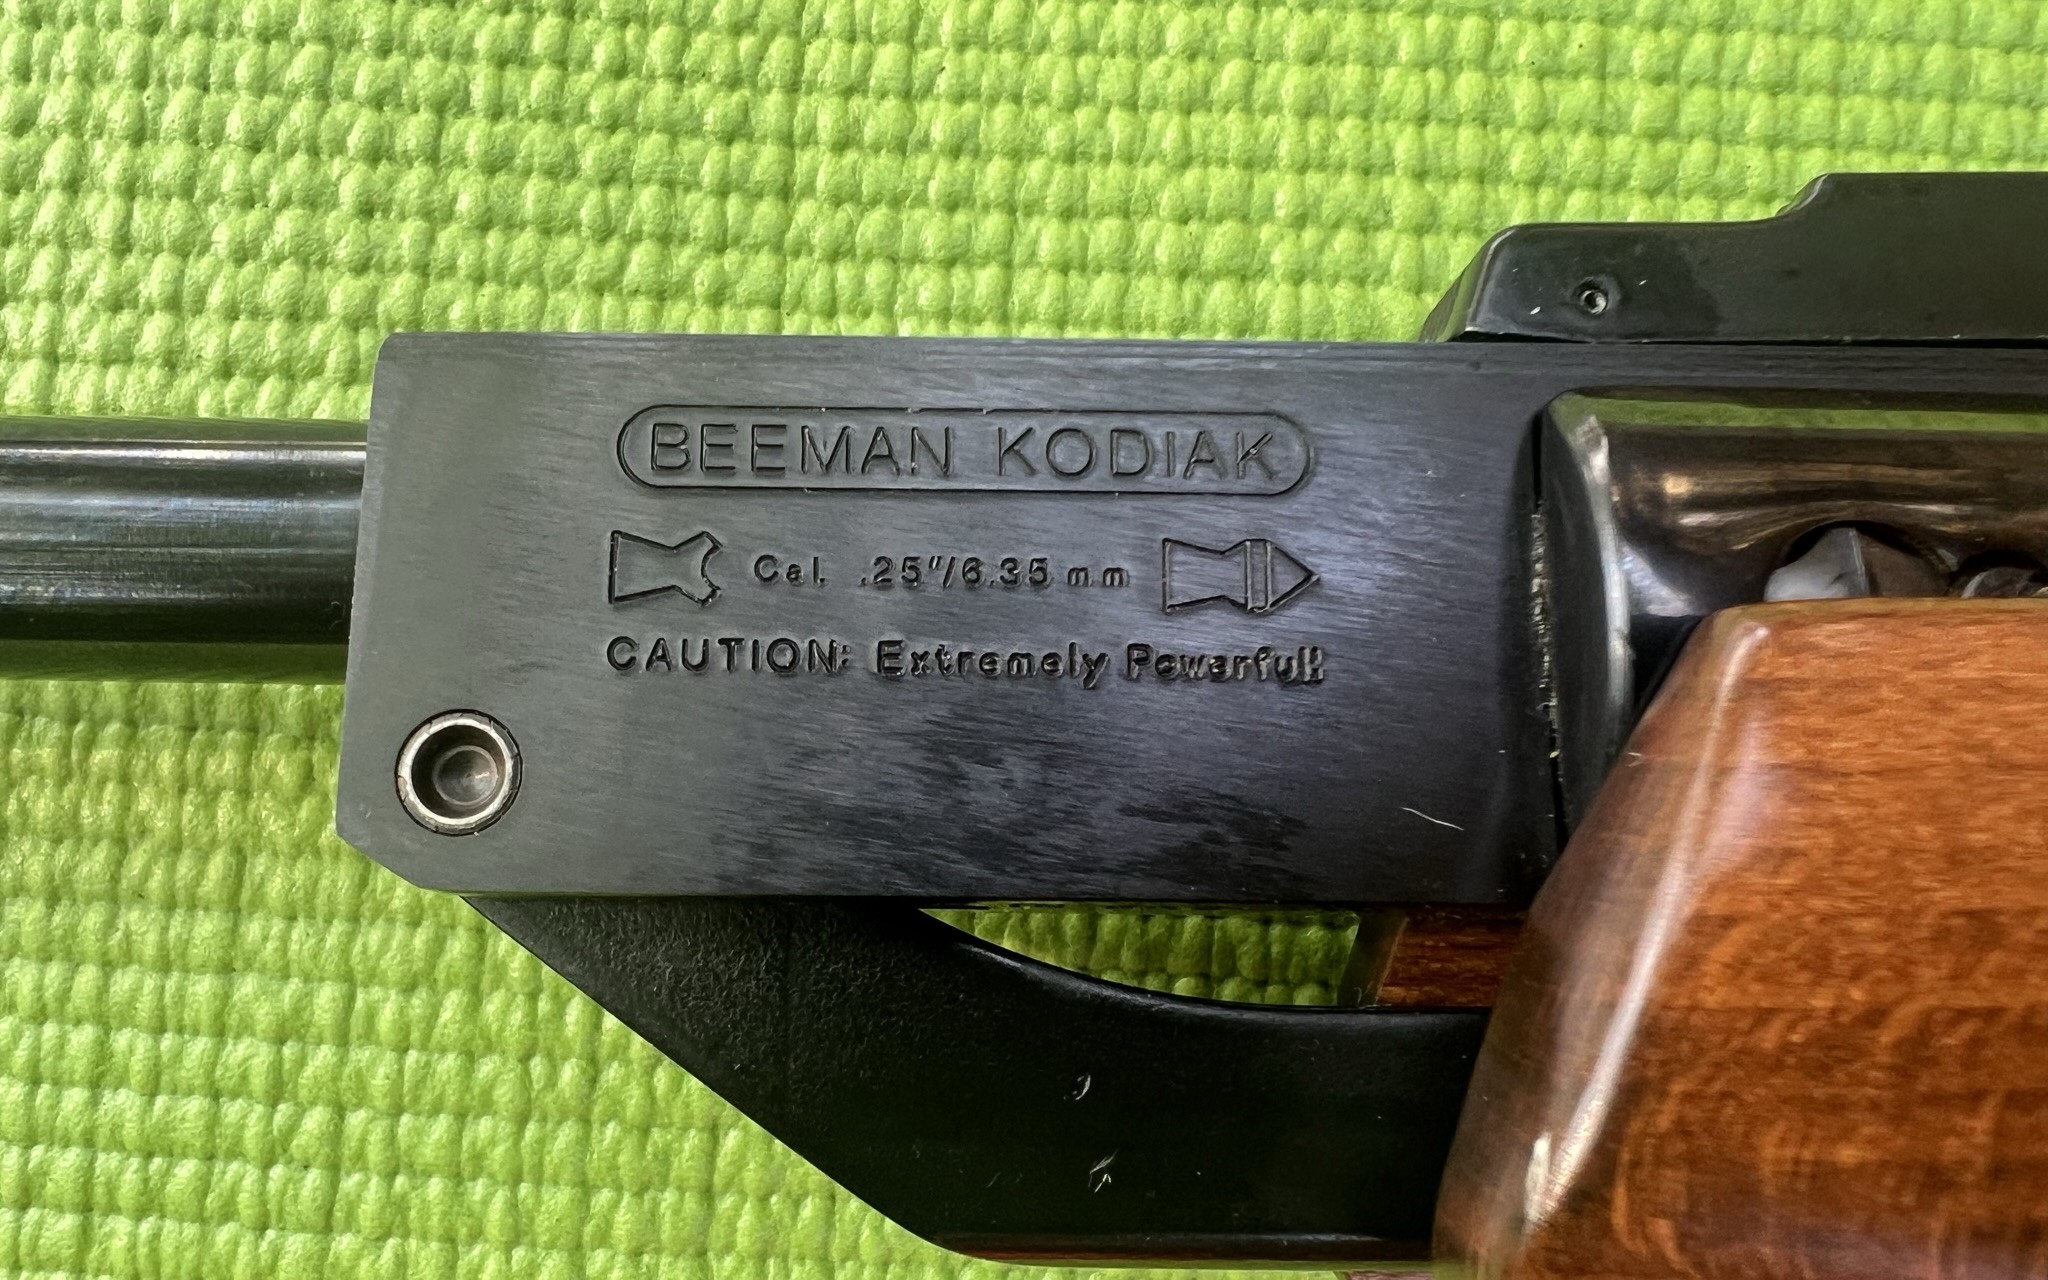 BEEMAN KODIAK
Cal. .25"/6.35 mm
CAUTION: Extremely Powerful!